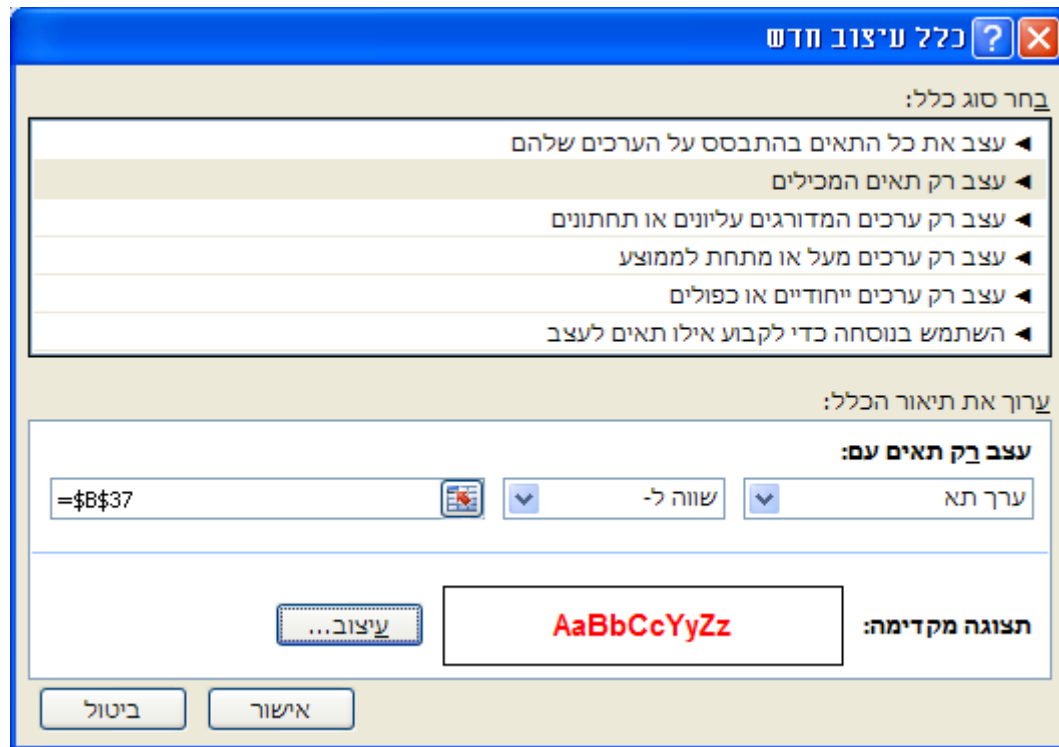 כלל עיצוב חדש
בחר סוג כלל:
◄ עצב את כל התאים בהתבסס על הערכים שלהם
◄ עצב רק תאים המכילים
◄ עצב רק ערכים המדורגים עליונים או תחתונים
◄ עצב רק ערכים מעל או מתחת לממוצע
◄ עצב רק ערכים ייחודיים או כפולים
◄ השתמש בנוסחה כדי לקבוע אילו תאים לעצב
ערוך את תיאור הכלל:
עצב רק תאים עם:
ערך תא שווה ל- =$B$37
תצוגה מקדימה: AaBbCcYyZz עיצוב...
אישור ביטול